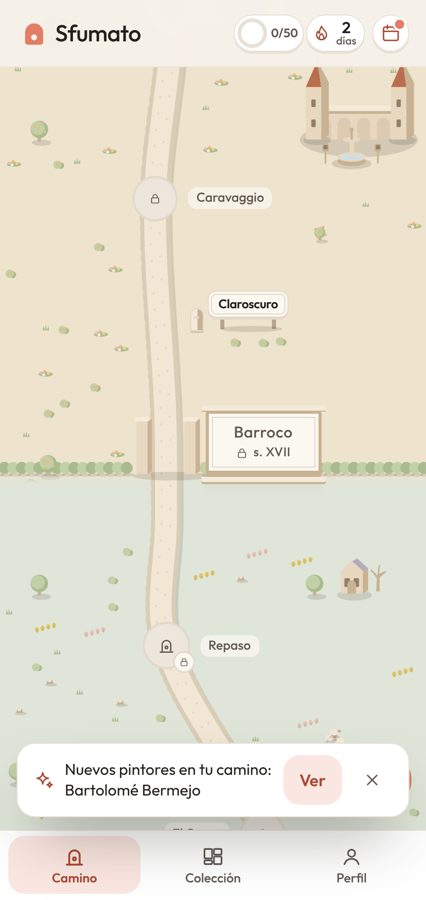 Sfumato
0/50
2
días
Caravaggio
Claroscuro
Barroco
s. XVII
Repaso
Nuevos pintores en tu camino:
Bartolomé Bermejo
Ver
Camino
Colección
Perfil